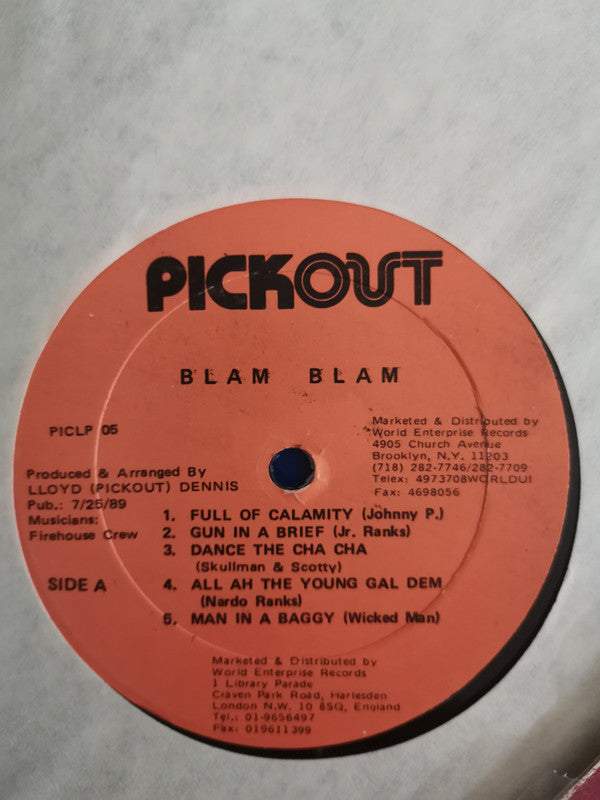 PICKOUT
BLAM BLAM
PICLP 05
Produced & Arranged By
LLOYD (PICKOUT) DENNIS
Pub.: 7/25/89
Musicians:
Firehouse Crew
SIDE A
Marketed & Distributed by
World Enterprise Records
4905 Church Avenue
Brooklyn, N.Y. 11203
(718) 282-7746/282-7709
Telex: 4973708WORLDUI
Fax: 4698056
1. FULL OF CALAMITY (Johnny P.)
2. GUN IN A BRIEF (Jr. Ranks)
3. DANCE THE CHA CHA
(Skullman & Scotty)
4. ALL AH THE YOUNG GAL DEM
(Nardo Ranks)
5. MAN IN A BAGGY (Wicked Man)
Marketed & Distributed by
World Enterprise Records
1 Library Parade
Craven Park Road, Harlesden
London N.W. 10 8SQ, England
Tel.: 01-9656497
Fax: 019611399